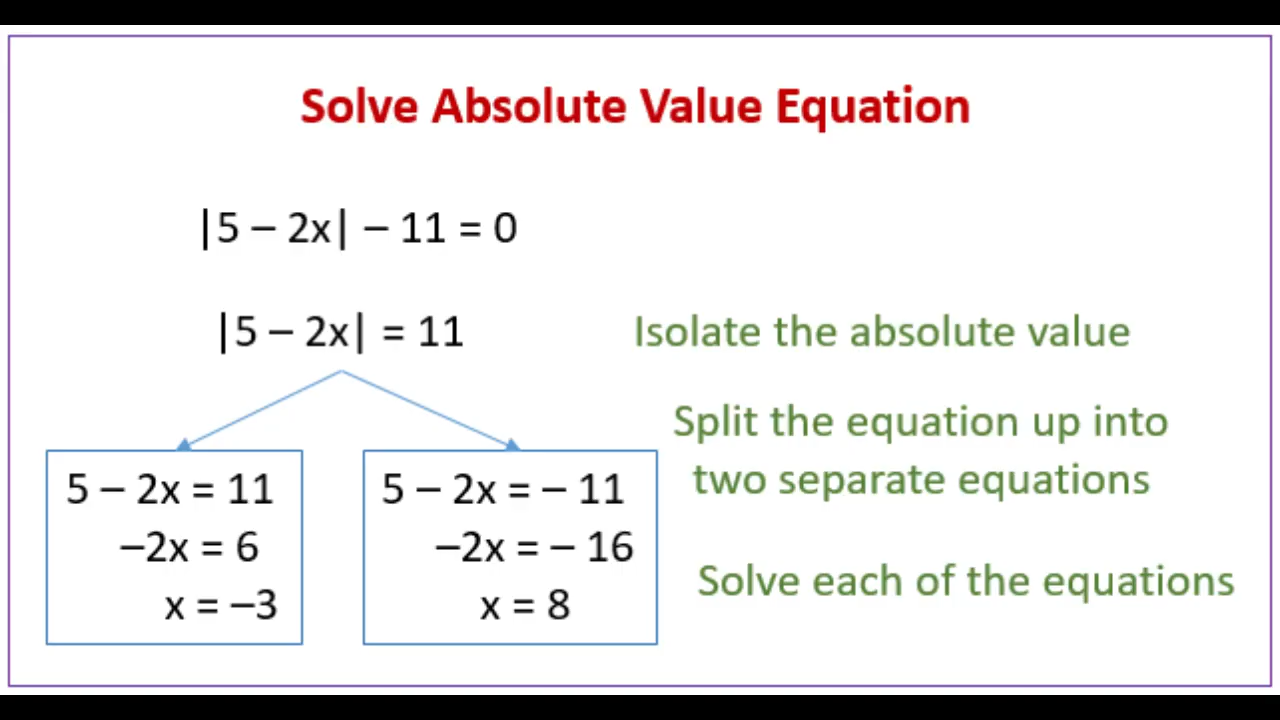 Solve Absolute Value Equation
|5 – 2x| – 11 = 0
|5 – 2x| = 11
Isolate the absolute value
Split the equation up into
two separate equations
5 – 2x = 11
–2x = 6
x = –3
5 – 2x = – 11
–2x = – 16
x = 8
Solve each of the equations